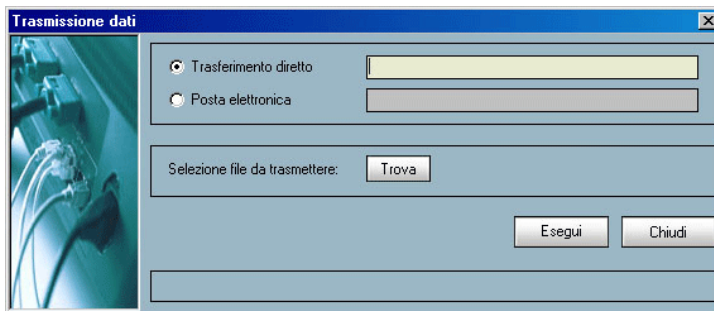 Trasmissione dati
Trasferimento diretto
Posta elettronica
Selezione file da trasmettere: Trova
Esegui Chiudi